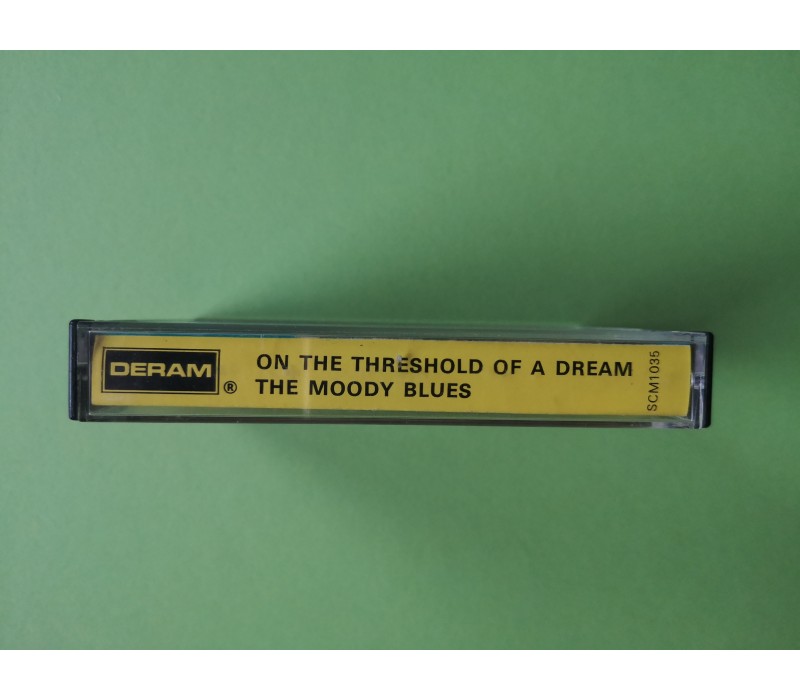 DERAM ®
ON THE THRESHOLD OF A DREAM
THE MOODY BLUES
SCM1035